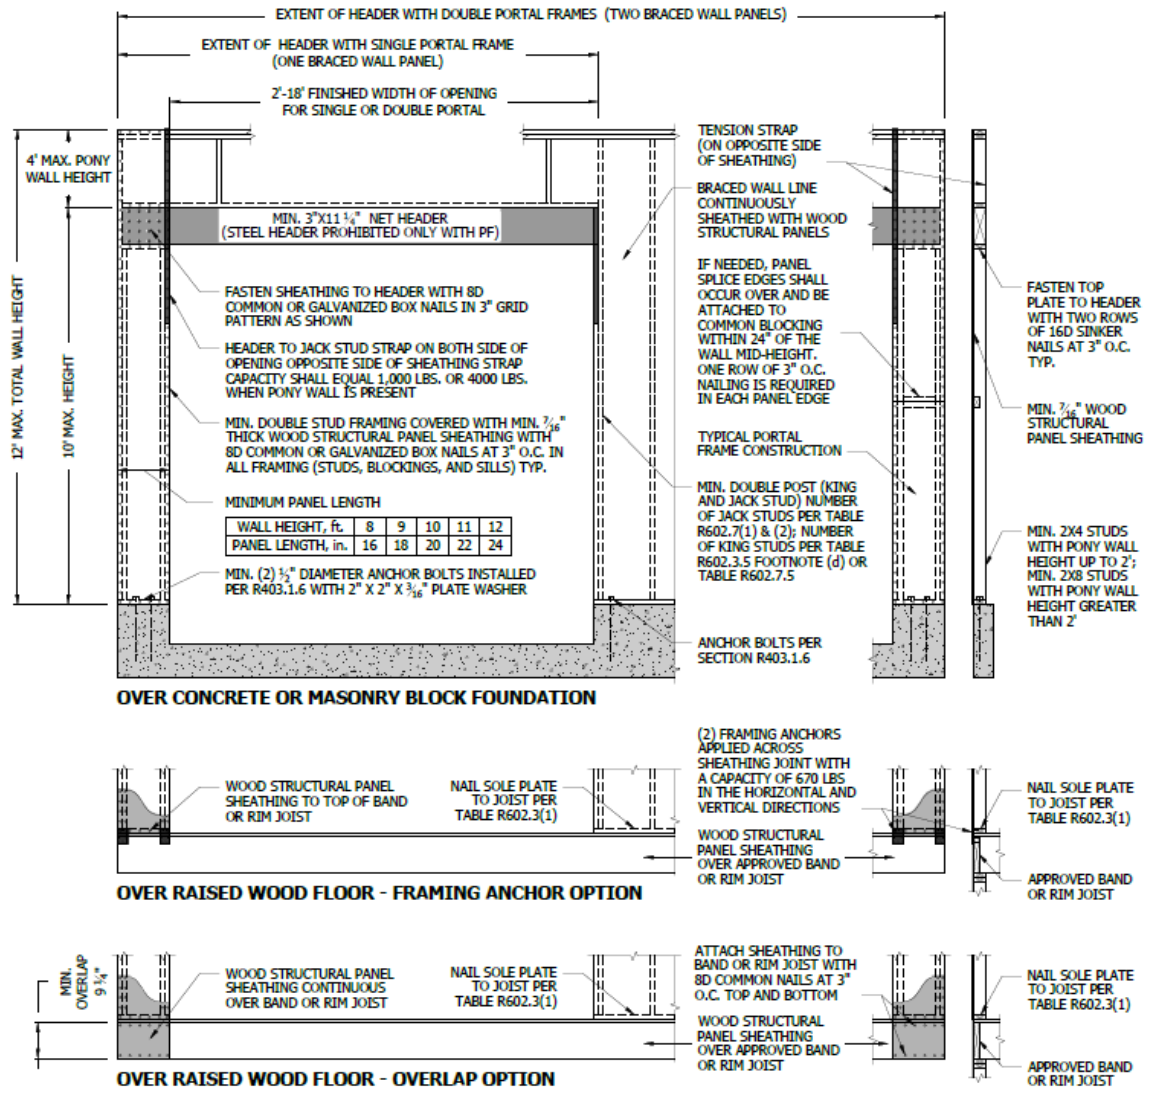 EXTENT OF HEADER WITH DOUBLE PORTAL FRAMES (TWO BRACED WALL PANELS)
EXTENT OF HEADER WITH SINGLE PORTAL FRAME
(ONE BRACED WALL PANEL)
2'-18' FINISHED WIDTH OF OPENING
FOR SINGLE OR DOUBLE PORTAL
12' MAX. TOTAL WALL HEIGHT
4' MAX. PONY
WALL HEIGHT
10' MAX. HEIGHT
MIN. 3"X11 ¼" NET HEADER
(STEEL HEADER PROHIBITED ONLY WITH PF)
FASTEN SHEATHING TO HEADER WITH 8D
COMMON OR GALVANIZED BOX NAILS IN 3" GRID
PATTERN AS SHOWN
HEADER TO JACK STUD STRAP ON BOTH SIDE OF
OPENING OPPOSITE SIDE OF SHEATHING STRAP
CAPACITY SHALL EQUAL 1,000 LBS. OR 4000 LBS.
WHEN PONY WALL IS PRESENT
MIN. DOUBLE STUD FRAMING COVERED WITH MIN. 7/16"
THICK WOOD STRUCTURAL PANEL SHEATHING WITH
8D COMMON OR GALVANIZED BOX NAILS AT 3" O.C. IN
ALL FRAMING (STUDS, BLOCKINGS, AND SILLS) TYP.
MINIMUM PANEL LENGTH
WALL HEIGHT, ft. 8 9 10 11 12
PANEL LENGTH, in. 16 18 20 22 24
MIN. (2) ½" DIAMETER ANCHOR BOLTS INSTALLED
PER R403.1.6 WITH 2" X 2" X 3/16" PLATE WASHER
TENSION STRAP
(ON OPPOSITE SIDE
OF SHEATHING)
BRACED WALL LINE
CONTINUOUSLY
SHEATHED WITH WOOD
STRUCTURAL PANELS
IF NEEDED, PANEL
SPLICE EDGES SHALL
OCCUR OVER AND BE
ATTACHED TO
COMMON BLOCKING
WITHIN 24" OF THE
WALL MID-HEIGHT.
ONE ROW OF 3" O.C.
NAILING IS REQUIRED
IN EACH PANEL EDGE
TYPICAL PORTAL
FRAME CONSTRUCTION
MIN. DOUBLE POST (KING
AND JACK STUD) NUMBER
OF JACK STUDS PER TABLE
R602.7(1) & (2); NUMBER
OF KING STUDS PER TABLE
R602.3.5 FOOTNOTE (d) OR
TABLE R602.7.5
ANCHOR BOLTS PER
SECTION R403.1.6
FASTEN TOP
PLATE TO HEADER
WITH TWO ROWS
OF 16D SINKER
NAILS AT 3" O.C.
TYP.
MIN. 7/16" WOOD
STRUCTURAL
PANEL SHEATHING
MIN. 2X4 STUDS
WITH PONY WALL
HEIGHT UP TO 2';
MIN. 2X8 STUDS
WITH PONY WALL
HEIGHT GREATER
THAN 2'
OVER CONCRETE OR MASONRY BLOCK FOUNDATION
WOOD STRUCTURAL PANEL
SHEATHING TO TOP OF BAND
OR RIM JOIST
NAIL SOLE PLATE
TO JOIST PER
TABLE R602.3(1)
(2) FRAMING ANCHORS
APPLIED ACROSS
SHEATHING JOINT WITH
A CAPACITY OF 670 LBS
IN THE HORIZONTAL AND
VERTICAL DIRECTIONS
WOOD STRUCTURAL
PANEL SHEATHING
OVER APPROVED BAND
OR RIM JOIST
NAIL SOLE PLATE
TO JOIST PER
TABLE R602.3(1)
APPROVED BAND
OR RIM JOIST
OVER RAISED WOOD FLOOR - FRAMING ANCHOR OPTION
MIN.
OVERLAP
9 ¼"
WOOD STRUCTURAL PANEL
SHEATHING CONTINUOUS
OVER BAND OR RIM JOIST
NAIL SOLE PLATE
TO JOIST PER
TABLE R602.3(1)
ATTACH SHEATHING TO
BAND OR RIM JOIST WITH
8D COMMON NAILS AT 3"
O.C. TOP AND BOTTOM
WOOD STRUCTURAL
PANEL SHEATHING
OVER APPROVED BAND
OR RIM JOIST
NAIL SOLE PLATE
TO JOIST PER
TABLE R602.3(1)
APPROVED BAND
OR RIM JOIST
OVER RAISED WOOD FLOOR - OVERLAP OPTION